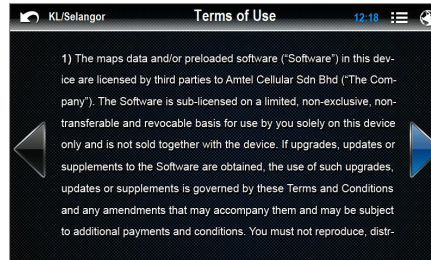 KL/Selangor
Terms of Use
12:18
1) The maps data and/or preloaded software ("Software") in this dev-
ice are licensed by third parties to Amtel Cellular Sdn Bhd ("The Com-
pany"). The Software is sub-licensed on a limited, non-exclusive, non-
transferable and revocable basis for use by you solely on this device
only and is not sold together with the device. If upgrades, updates or
supplements to the Software are obtained, the use of such upgrades,
updates or supplements is governed by these Terms and Conditions
and any amendments that may accompany them and may be subject
to additional payments and conditions. You must not reproduce, distr-